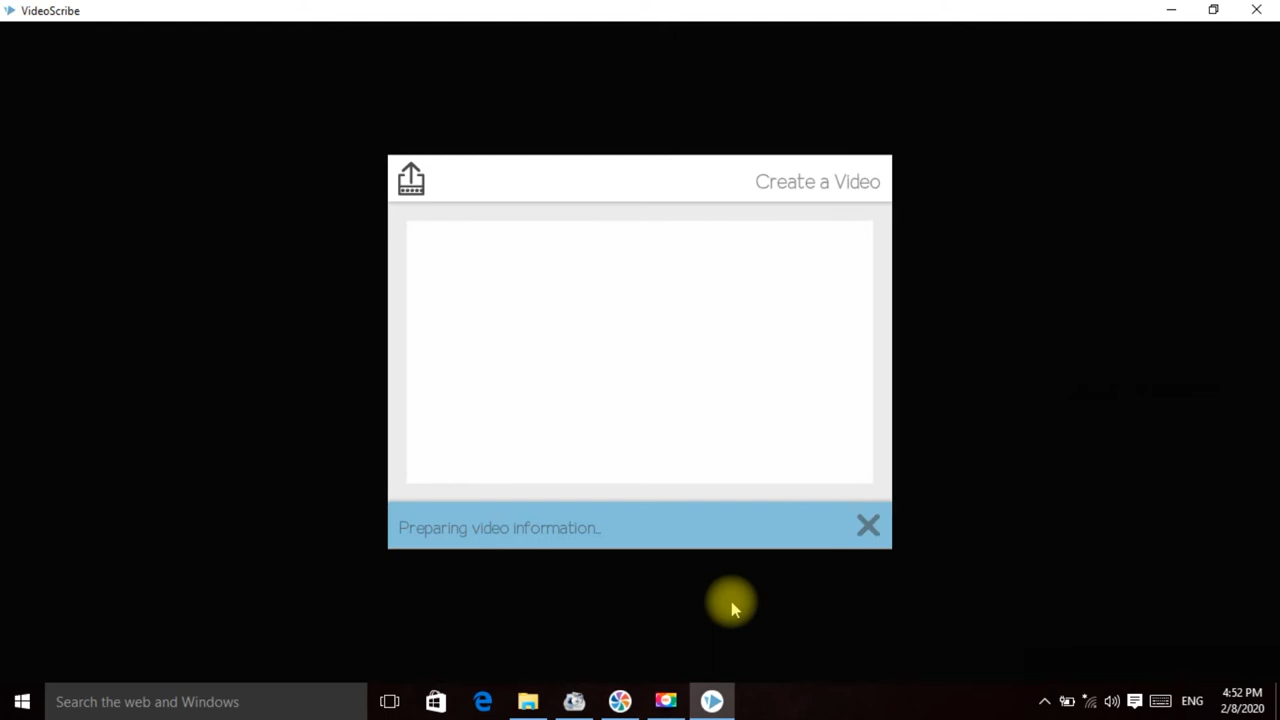 VideoScribe
Create a Video
Preparing video information...
Search the web and Windows
ENG
4:52 PM
2/8/2020